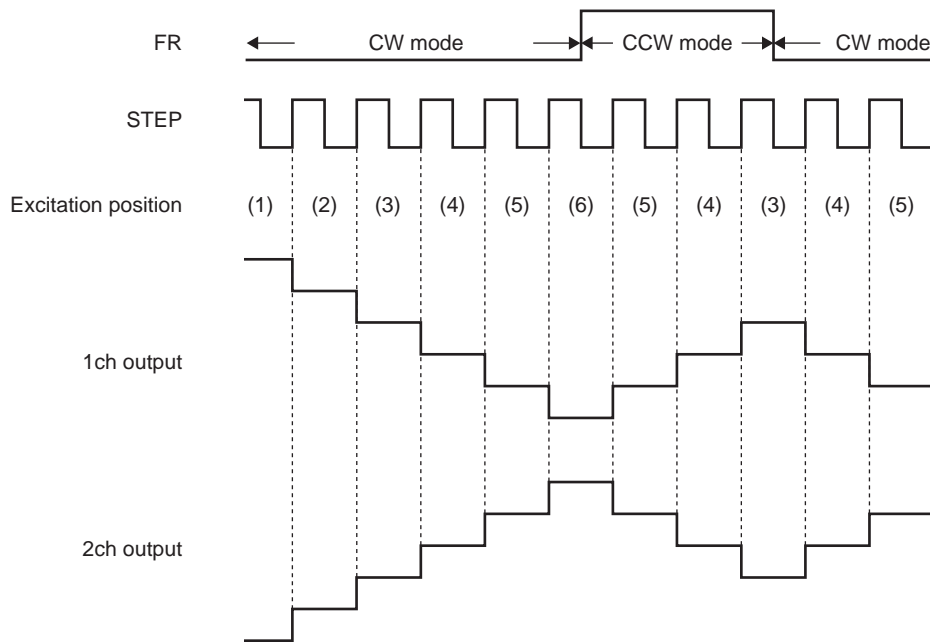 FR CW mode CCW mode CW mode
STEP
Excitation position (1) (2) (3) (4) (5) (6) (5) (4) (3) (4) (5)
1ch output
2ch output